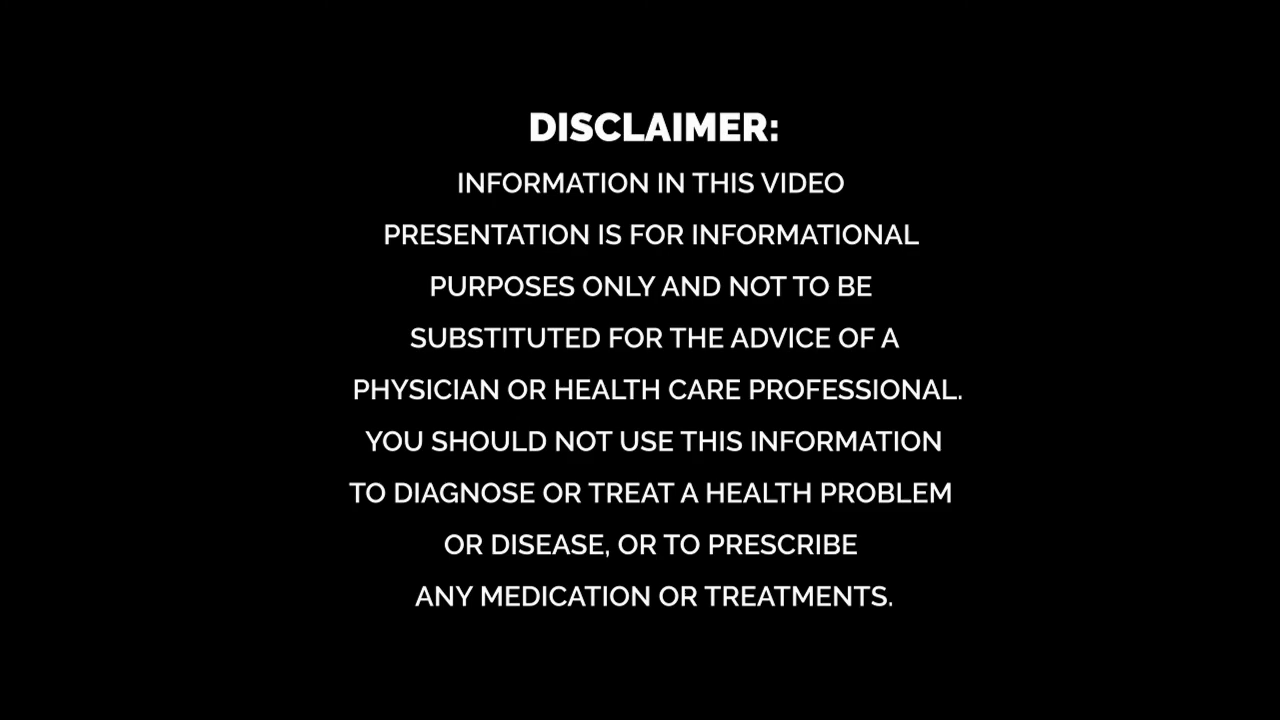 DISCLAIMER:
INFORMATION IN THIS VIDEO
PRESENTATION IS FOR INFORMATIONAL
PURPOSES ONLY AND NOT TO BE
SUBSTITUTED FOR THE ADVICE OF A
PHYSICIAN OR HEALTH CARE PROFESSIONAL.
YOU SHOULD NOT USE THIS INFORMATION
TO DIAGNOSE OR TREAT A HEALTH PROBLEM
OR DISEASE, OR TO PRESCRIBE
ANY MEDICATION OR TREATMENTS.